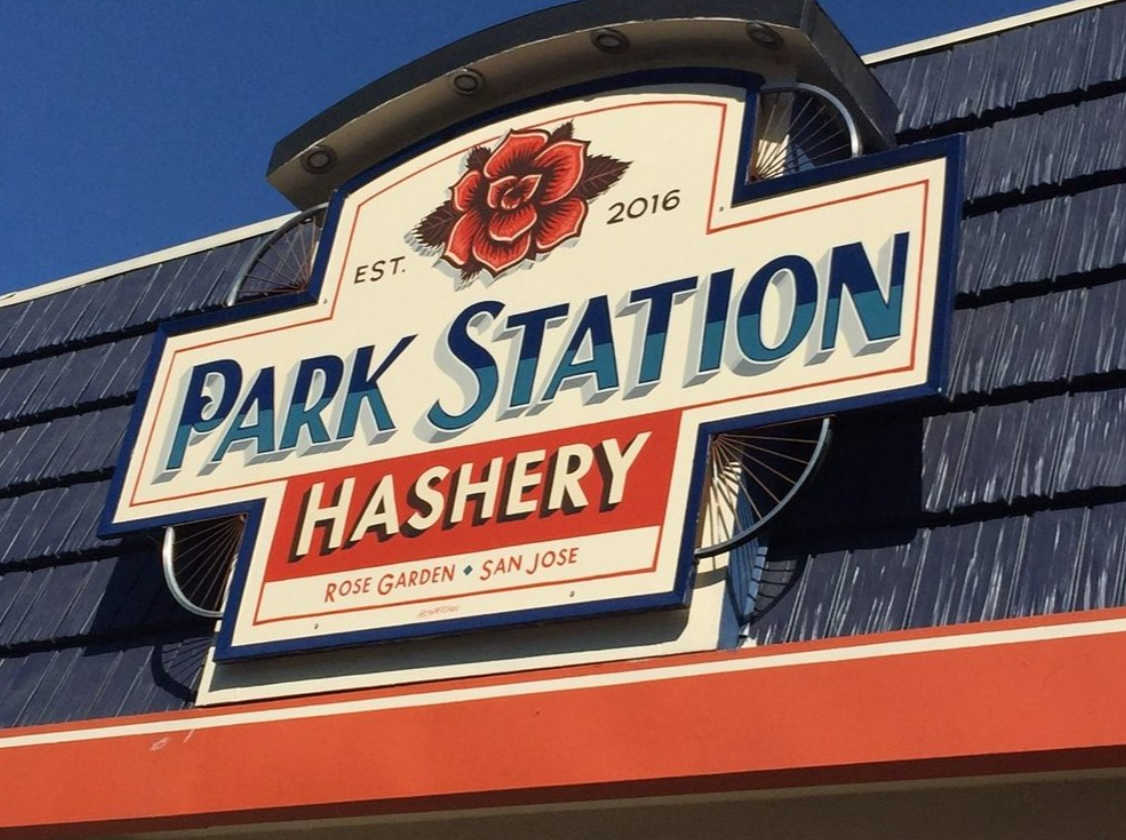 EST. 2016
PARK STATION
HASHERY
ROSE GARDEN ◆ SAN JOSE